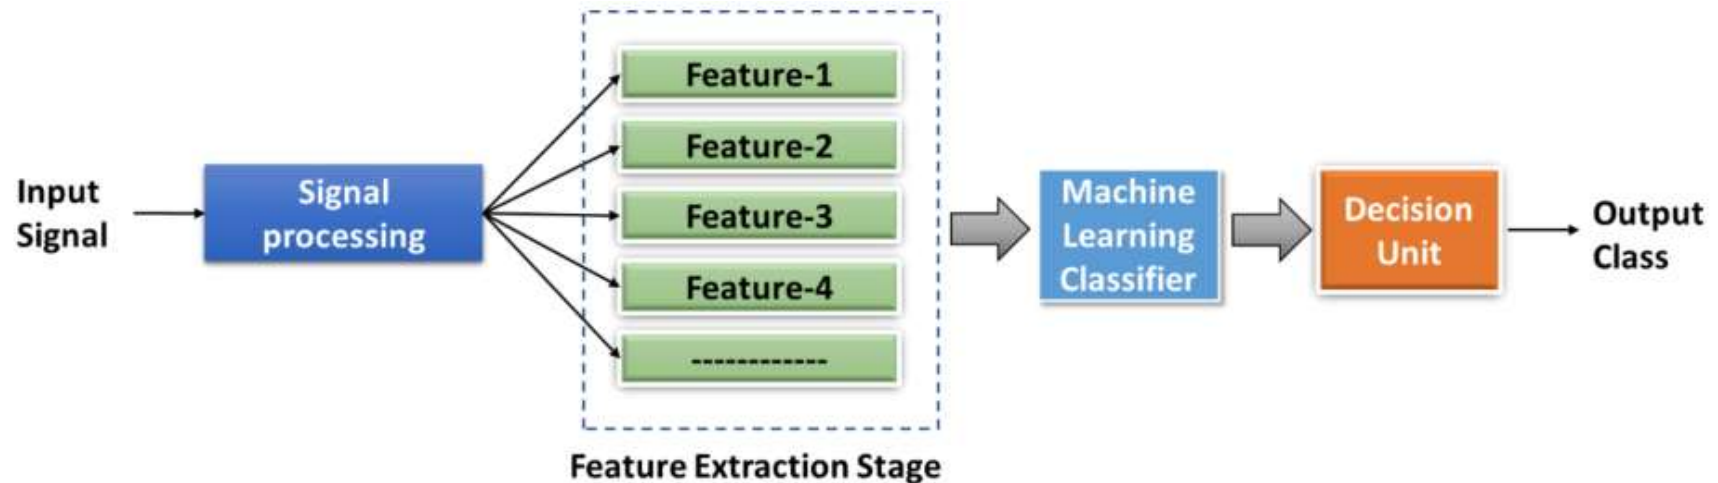 Input
Signal
Signal
processing
Feature-1
Feature-2
Feature-3
Feature-4
------------
Feature Extraction Stage
Machine
Learning
Classifier
Decision
Unit
Output
Class